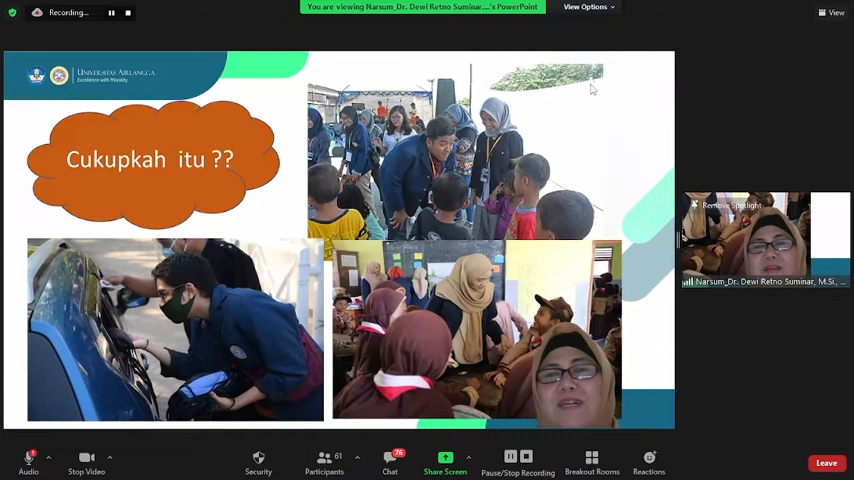 Recording...
You are viewing Narsum_Dr. Dewi Retno Suminar,...'s PowerPoint
View Options
View
UNIVERSITAS AIRLANGGA
Excellence with Morality
Cukupkah itu ??
Remove Spotlight
Narsum_Dr. Dewi Retno Suminar, M.Si., ...
Audio
Stop Video
Security
61
Participants
76
Chat
Share Screen
Pause/Stop Recording
Breakout Rooms
Reactions
Leave